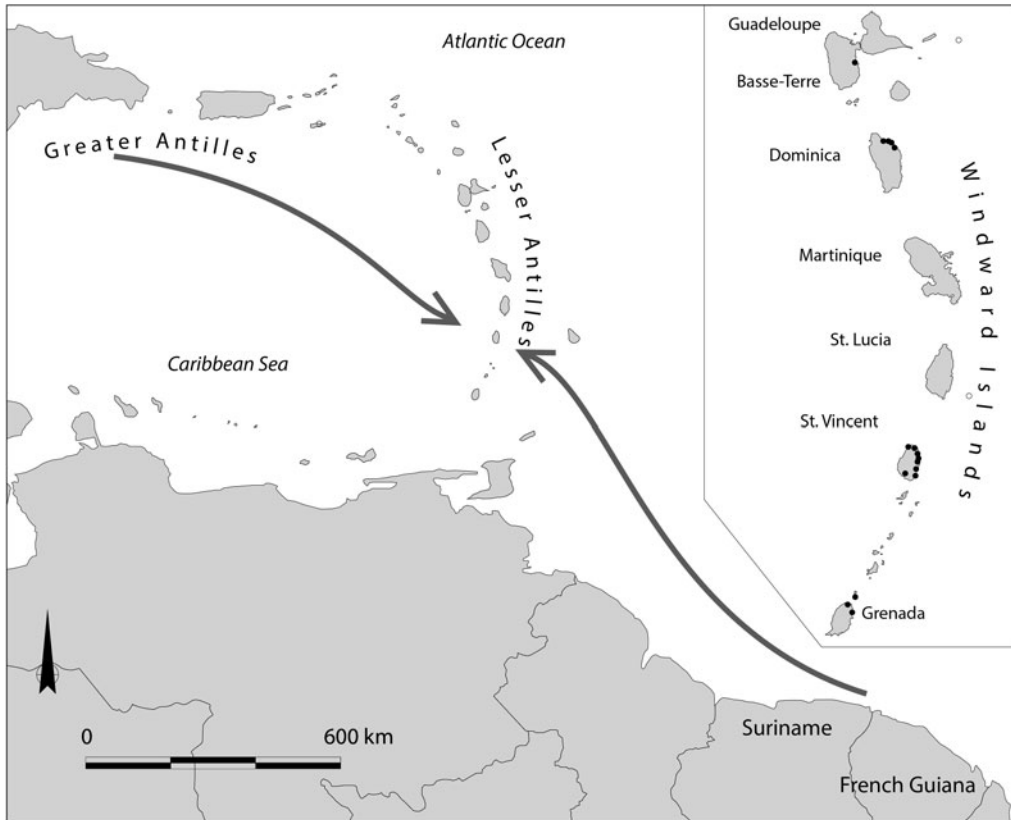 Atlantic Ocean
Greater Antilles
Lesser Antilles
Caribbean Sea
0 600 km
Suriname
French Guiana
Guadeloupe
Basse-Terre
Dominica
Martinique
St. Lucia
St. Vincent
Grenada
Windward Islands